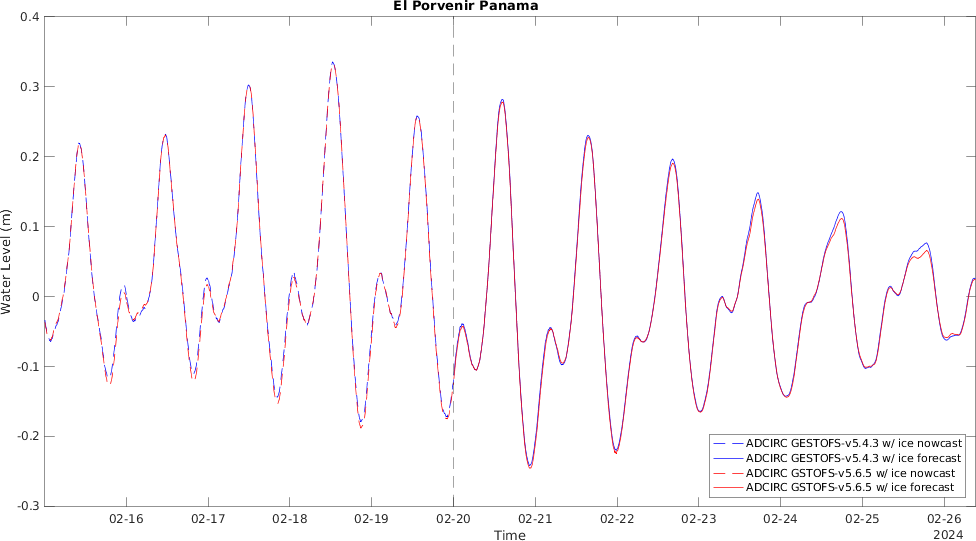 El Porvenir Panama
Water Level (m)
0.4
0.3
0.2
0.1
0
-0.1
-0.2
-0.3
ADCIRC GESTOFS-v5.4.3 w/ ice nowcast
ADCIRC GESTOFS-v5.4.3 w/ ice forecast
ADCIRC GSTOFS-v5.6.5 w/ ice nowcast
ADCIRC GSTOFS-v5.6.5 w/ ice forecast
02-16 02-17 02-18 02-19 02-20 02-21 02-22 02-23 02-24 02-25 02-26
Time
2024